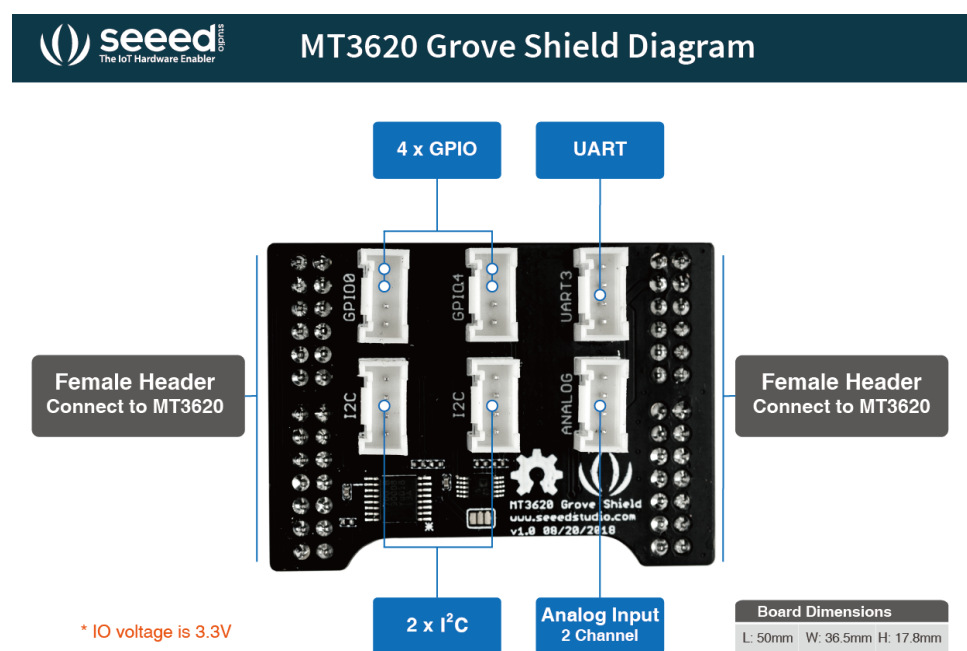 seeed
studio
The IoT Hardware Enabler
MT3620 Grove Shield Diagram
4 x GPIO
UART
GPIO0
GPIO4
UART3
Female Header
Connect to MT3620
Female Header
Connect to MT3620
I2C
I2C
ANALOG
MT3620 Grove Shield
www.seeedstudio.com
v1.0 08/20/2018
2 x I²C
Analog Input
2 Channel
* IO voltage is 3.3V
Board Dimensions
L: 50mm W: 36.5mm H: 17.8mm